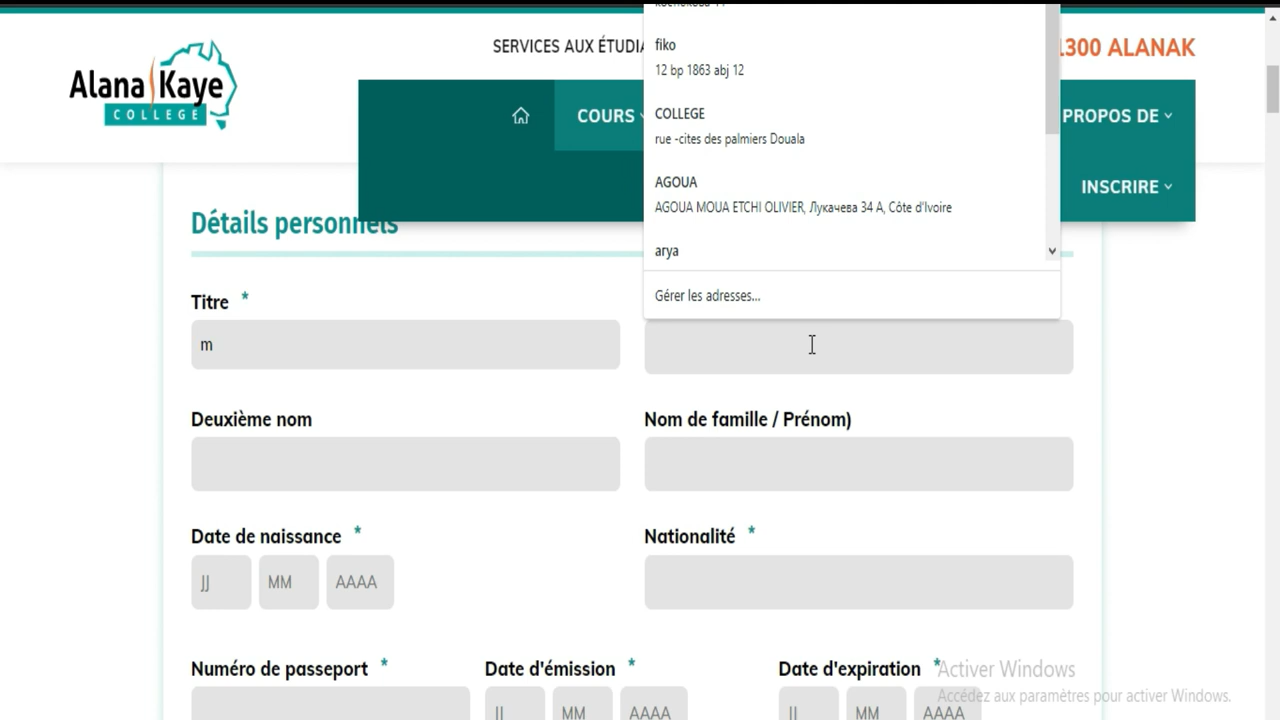 SERVICES AUX ÉTUDIA
1300 ALANAK
Alana Kaye
COLLEGE
COURS
PROPOS DE
INSCRIRE
fiko
12 bp 1863 abj 12
COLLEGE
rue -cites des palmiers Douala
AGOUA
AGOUA MOUA ETCHI OLIVIER, Лукачева 34 А, Côte d'Ivoire
arya
Gérer les adresses...
Détails personnels
Titre *
m
Deuxième nom
Nom de famille / Prénom)
Date de naissance *
Nationalité *
JJ MM AAAA
Numéro de passeport *
Date d'émission *
Date d'expiration *
JJ MM AAAA
JJ MM AAAA
Activer Windows
Accédez aux paramètres pour activer Windows.